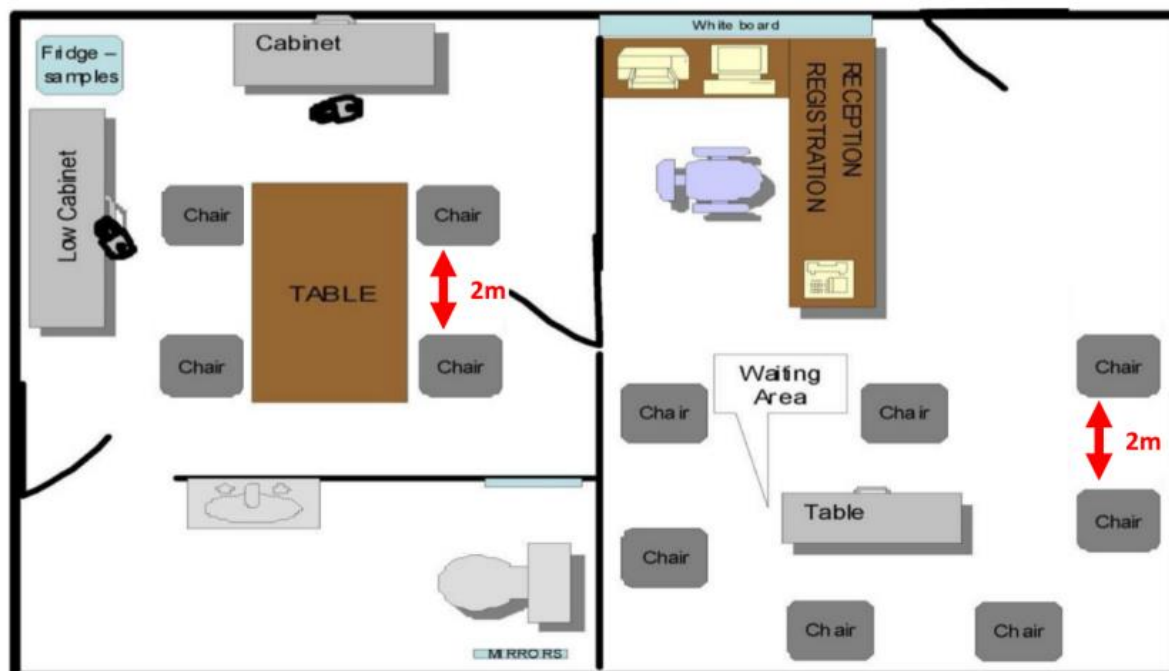 White board
Cabinet
Fridge –
samples
RECEPTION
REGISTRATION
Low Cabinet
Chair
Chair
TABLE
2m
Chair
Chair
Waiting
Area
Chair
Chair
Chair
2m
Chair
Table
Chair
Chair
Chair
MIRRORS